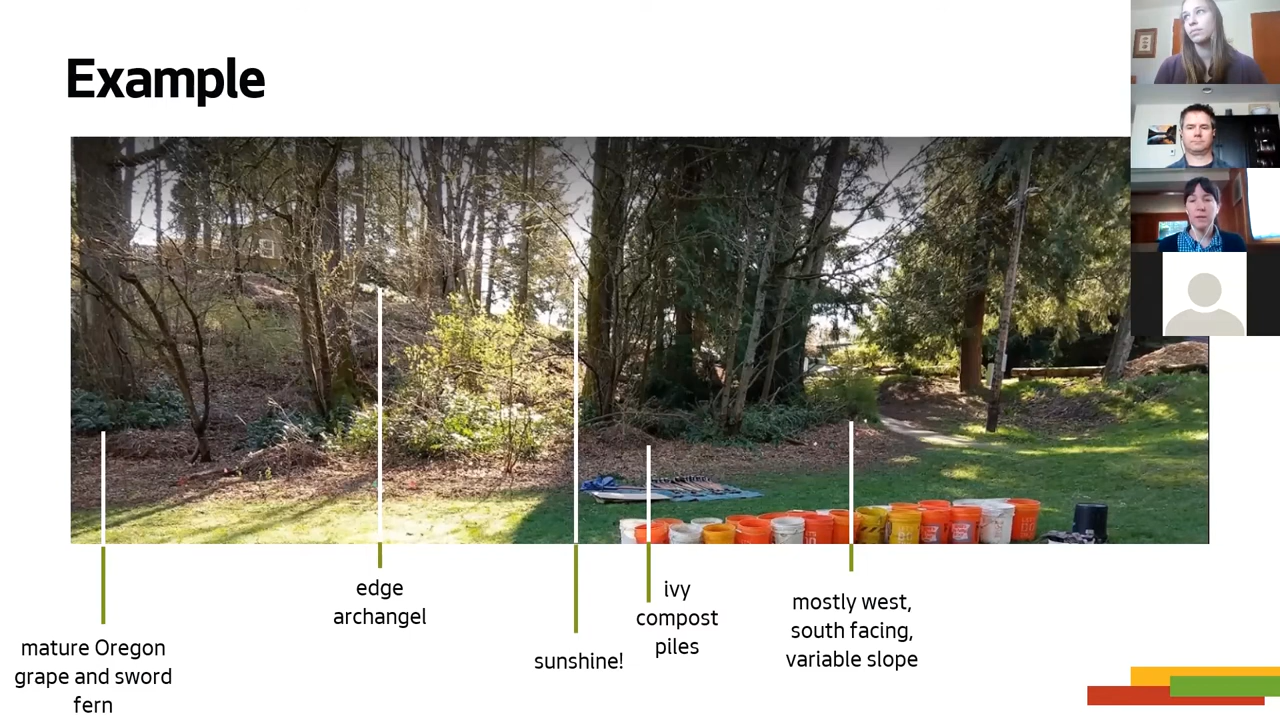 Example
edge
archangel
ivy
compost
piles
mostly west,
south facing,
variable slope
mature Oregon
grape and sword
fern
sunshine!